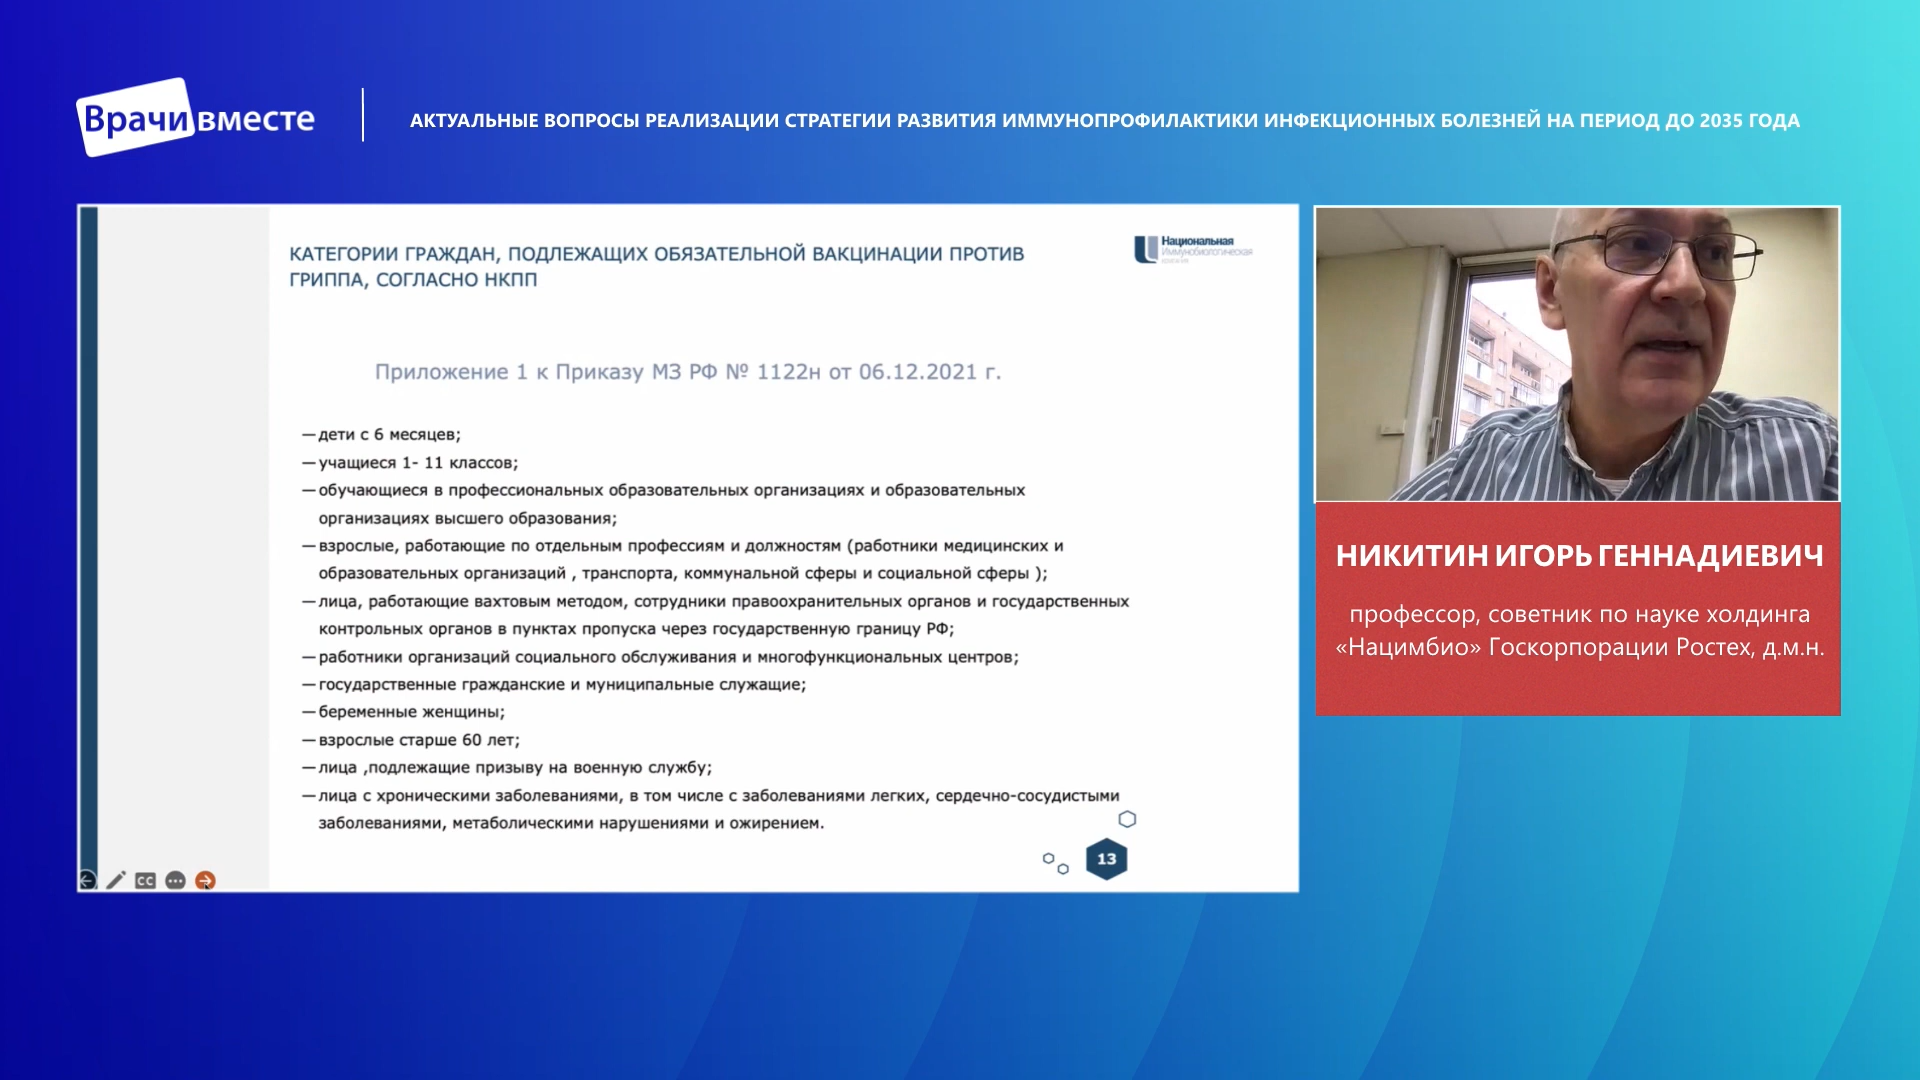 Врачи вместе
АКТУАЛЬНЫЕ ВОПРОСЫ РЕАЛИЗАЦИИ СТРАТЕГИИ РАЗВИТИЯ ИММУНОПРОФИЛАКТИКИ ИНФЕКЦИОННЫХ БОЛЕЗНЕЙ НА ПЕРИОД ДО 2035 ГОДА
КАТЕГОРИИ ГРАЖДАН, ПОДЛЕЖАЩИХ ОБЯЗАТЕЛЬНОЙ ВАКЦИНАЦИИ ПРОТИВ
ГРИППА, СОГЛАСНО НКПП
Национальная
Иммунобиологическая
Приложение 1 к Приказу МЗ РФ № 1122н от 06.12.2021 г.
— дети с 6 месяцев;
— учащиеся 1- 11 классов;
— обучающиеся в профессиональных образовательных организациях и образовательных
организациях высшего образования;
— взрослые, работающие по отдельным профессиям и должностям (работники медицинских и
образовательных организаций , транспорта, коммунальной сферы и социальной сферы );
— лица, работающие вахтовым методом, сотрудники правоохранительных органов и государственных
контрольных органов в пунктах пропуска через государственную границу РФ;
— работники организаций социального обслуживания и многофункциональных центров;
— государственные гражданские и муниципальные служащие;
— беременные женщины;
— взрослые старше 60 лет;
— лица ,подлежащие призыву на военную службу;
— лица с хроническими заболеваниями, в том числе с заболеваниями легких, сердечно-сосудистыми
заболеваниями, метаболическими нарушениями и ожирением.
13
CC
НИКИТИН ИГОРЬ ГЕННАДИЕВИЧ
профессор, советник по науке холдинга
«Нацимбио» Госкорпорации Ростех, д.м.н.